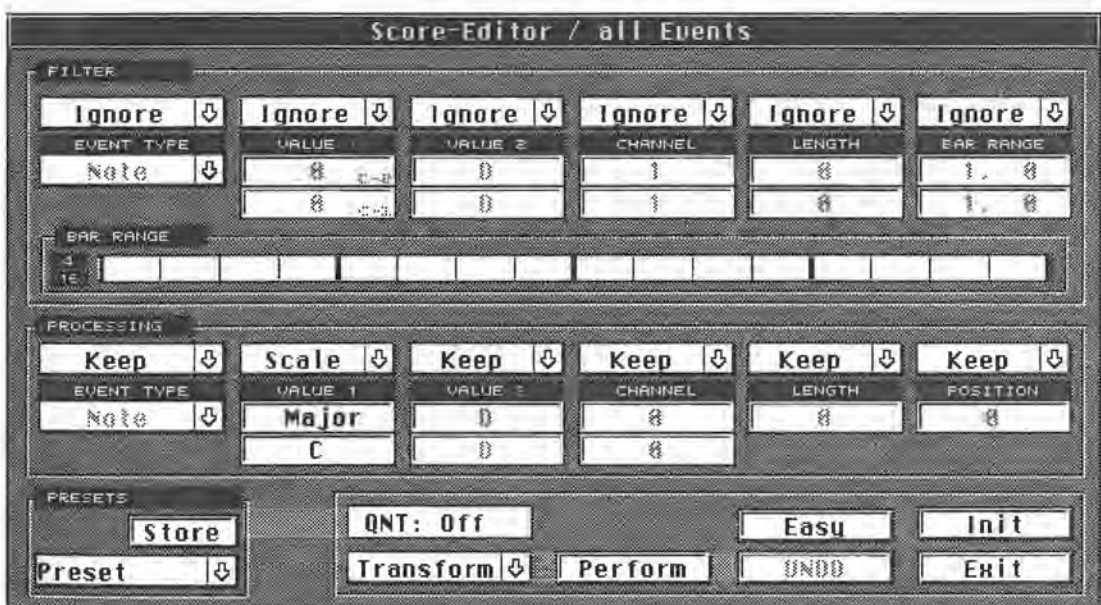 Score-Editor / all Events
FILTER
Ignore Ignore Ignore Ignore Ignore Ignore
EVENT TYPE VALUE 1 VALUE 2 CHANNEL LENGTH BAR RANGE
Note 0 0 1 0 1. 0
0 0 1 0 1. 0
BAR RANGE
4
16
PROCESSING
Keep Scale Keep Keep Keep Keep
EVENT TYPE VALUE 1 VALUE 2 CHANNEL LENGTH POSITION
Note Major 0 0 0 0
C 0 0
PRESETS
Store QNT: Off Easy Init
Preset Transform Perform UNDO Exit